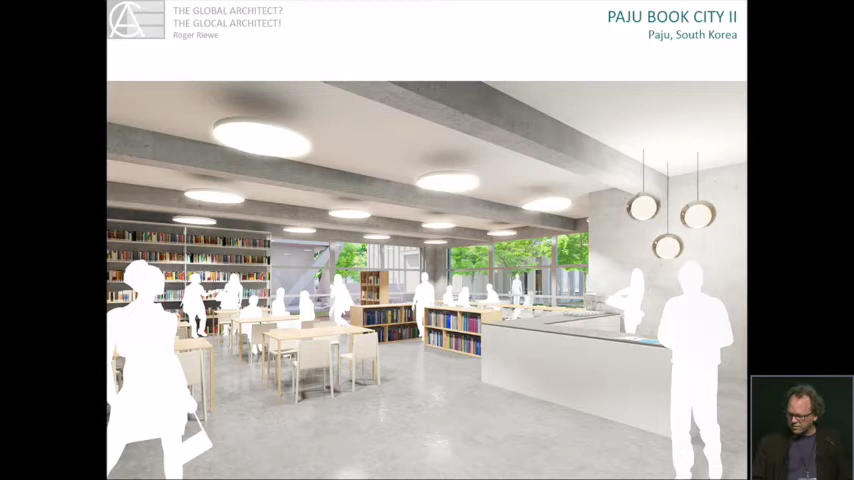 THE GLOBAL ARCHITECT?
THE GLOCAL ARCHITECT!
Roger Riewe
PAJU BOOK CITY II
Paju, South Korea